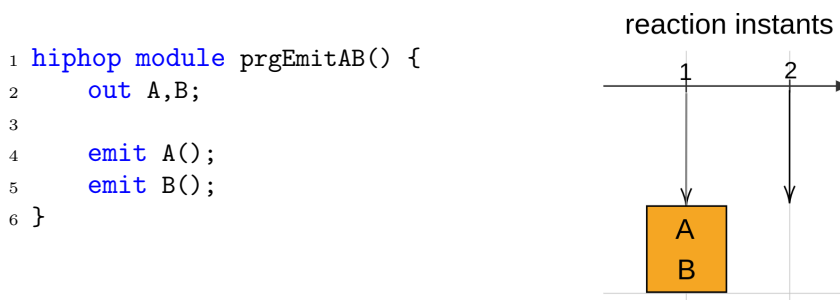 1 hiphop module prgEmitAB() {
2 out A,B;
3
4 emit A();
5 emit B();
6 }
reaction instants
1 2
A
B